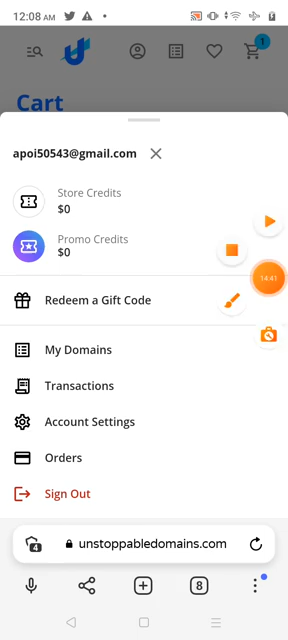 12:08 AM
1
Cart
apoi50543@gmail.com
Store Credits
$0
Promo Credits
$0
14:41
Redeem a Gift Code
My Domains
Transactions
Account Settings
Orders
Sign Out
4
unstoppabledomains.com
8